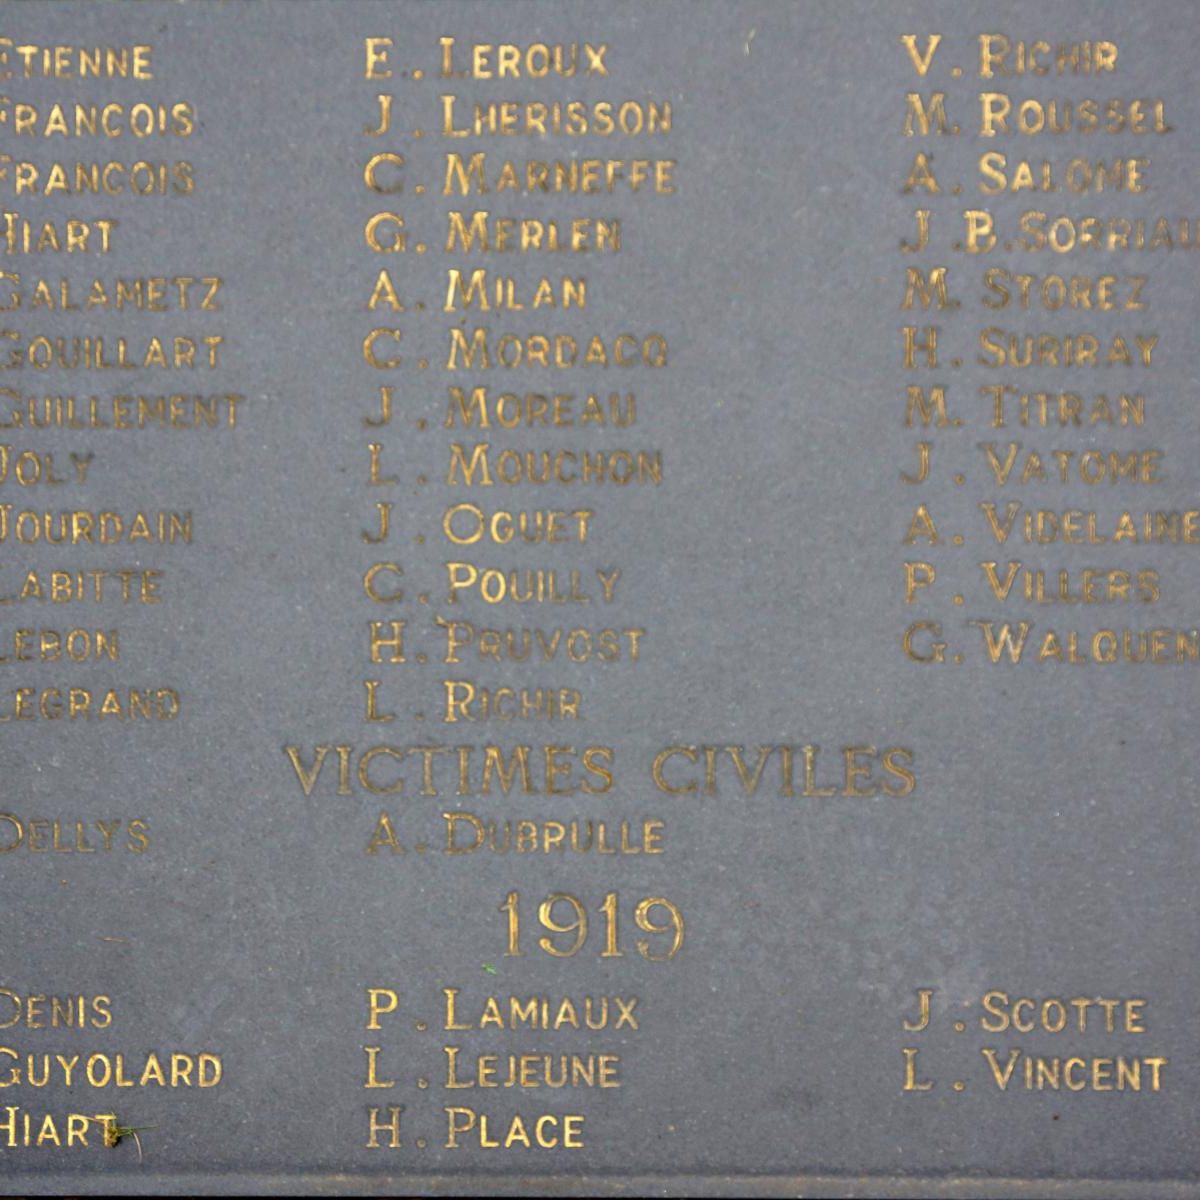 ETIENNE E. LEROUX V. RICHIR
FRANCOIS J. LHERISSON M. ROUSSEL
FRANCOIS C. MARNEFFE A. SALOME
HIART G. MERLEN J.B. SORRIAU
GALAMETZ A. MILAN M. STOREZ
GOUILLART C. MORDACQ H. SURIRAY
GUILLEMENT J. MOREAU M. TITRAN
JOLY L. MOUCHON J. VATOME
JOURDAIN J. OGUET A. VIDELAINE
LABITTE C. POUILLY P. VILLERS
LEBON H. PRUVOST G. WALQUEN
LEGRAND L. RICHIR
VICTIMES CIVILES
DELLYS A. DUBRULLE
1919
DENIS P. LAMIAUX J. SCOTTE
GUYOLARD L. LEJEUNE L. VINCENT
HIART H. PLACE